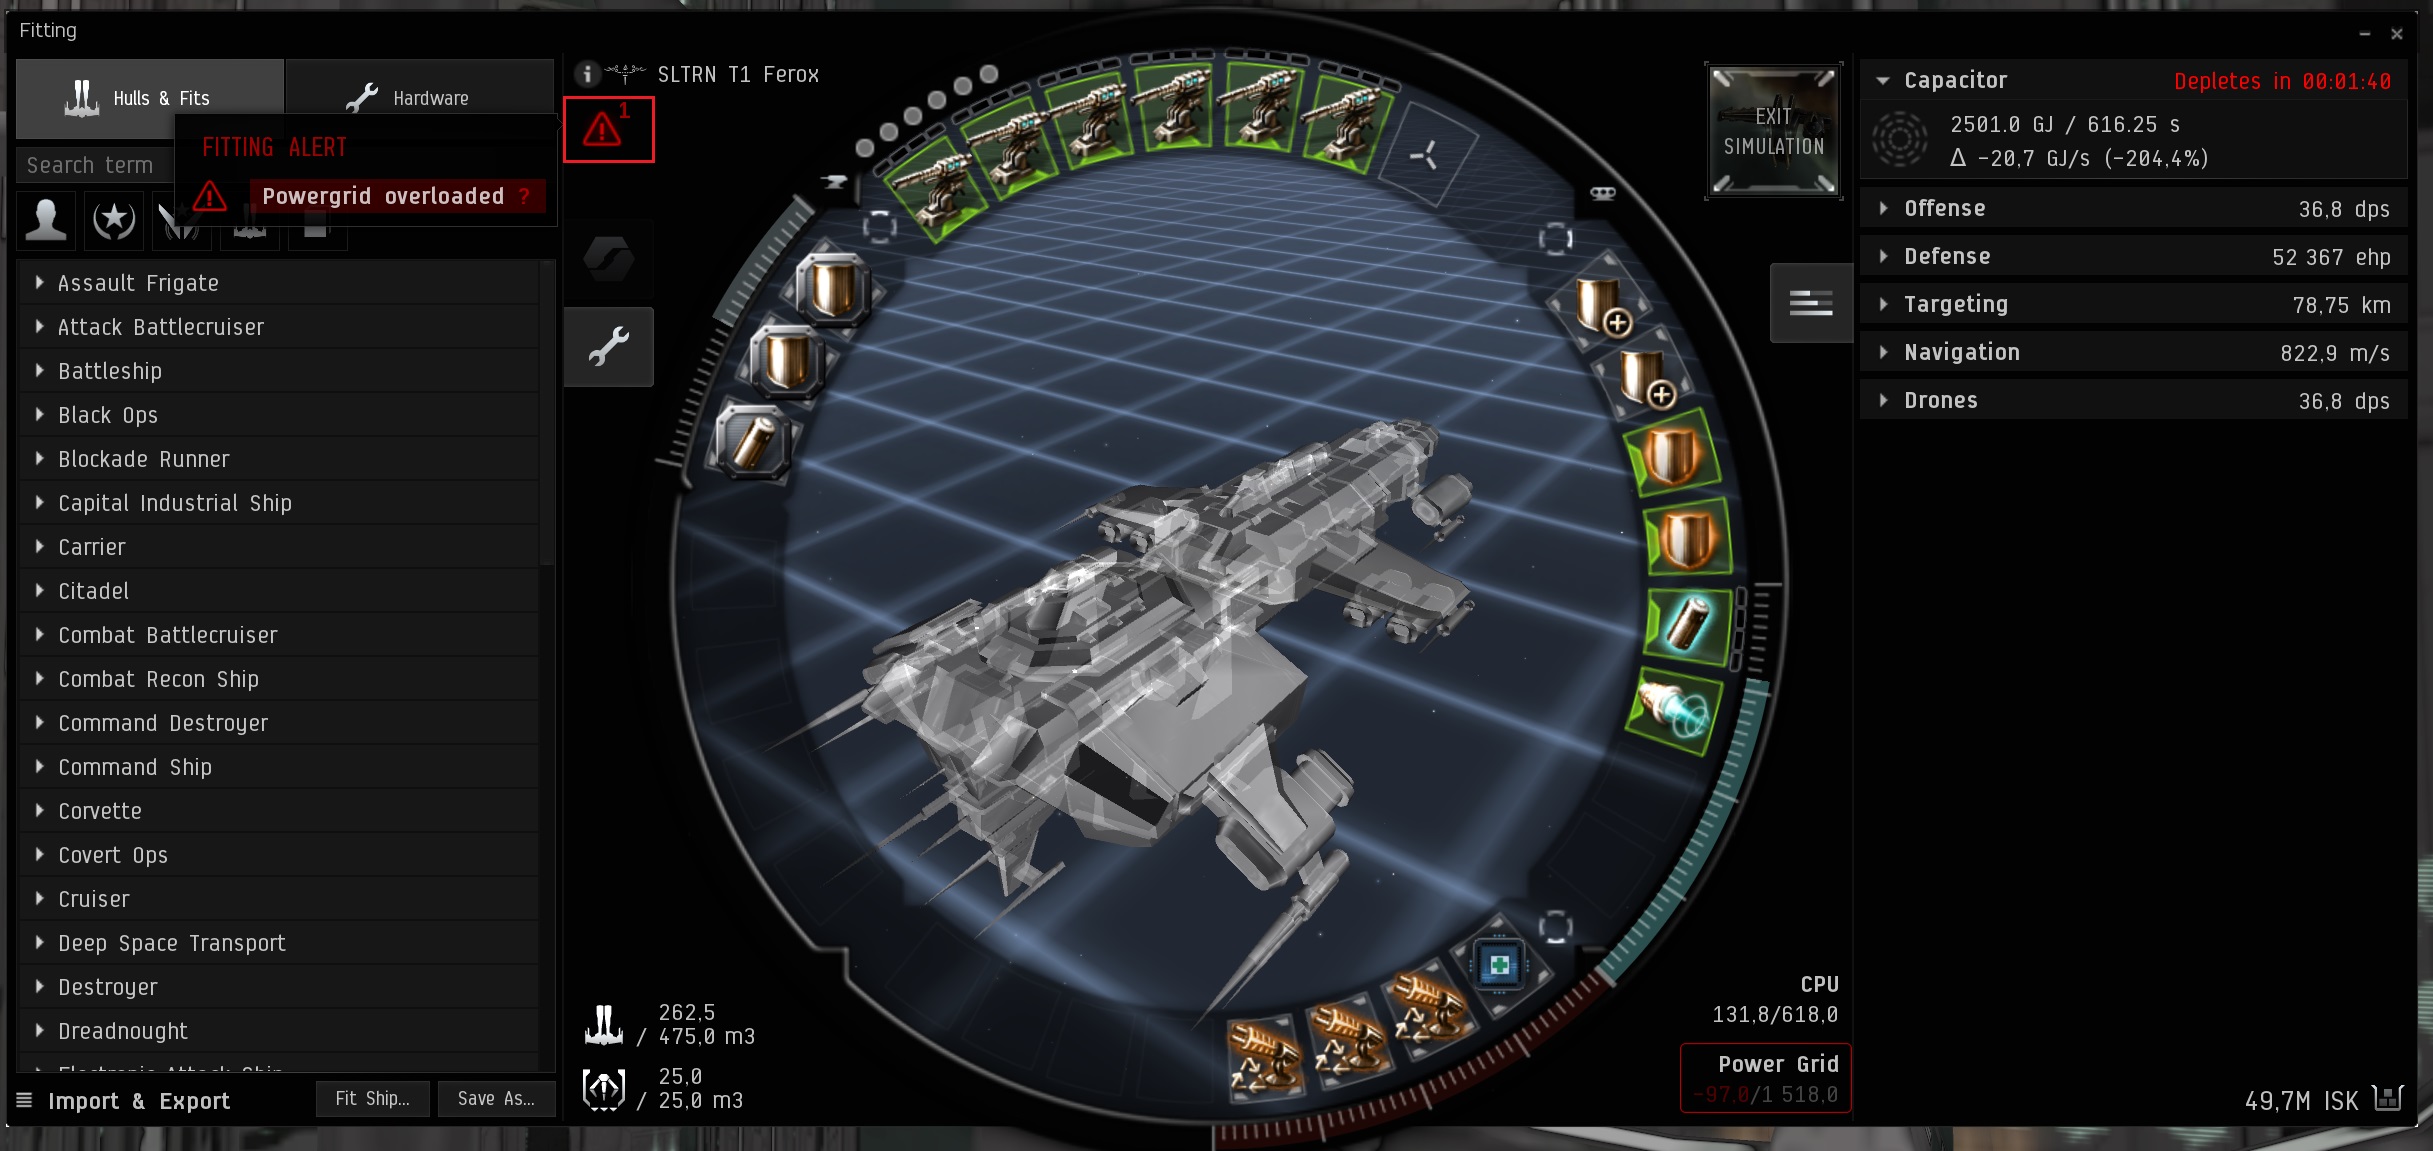 Fitting
Hulls & Fits
Hardware
FITTING ALERT
Powergrid overloaded ?
Search term
Assault Frigate
Attack Battlecruiser
Battleship
Black Ops
Blockade Runner
Capital Industrial Ship
Carrier
Citadel
Combat Battlecruiser
Combat Recon Ship
Command Destroyer
Command Ship
Corvette
Covert Ops
Cruiser
Deep Space Transport
Destroyer
Dreadnought
Import & Export
Fit Ship...
Save As...
SLTRN T1 Ferox
1
262,5
/ 475,0 m3
25,0
/ 25,0 m3
EXIT
SIMULATION
CPU
131,8/618,0
Power Grid
-97,0/1 518,0
Capacitor
Depletes in 00:01:40
2501.0 GJ / 616.25 s
Δ -20,7 GJ/s (-204,4%)
Offense
36,8 dps
Defense
52 367 ehp
Targeting
78,75 km
Navigation
822,9 m/s
Drones
36,8 dps
49,7M ISK